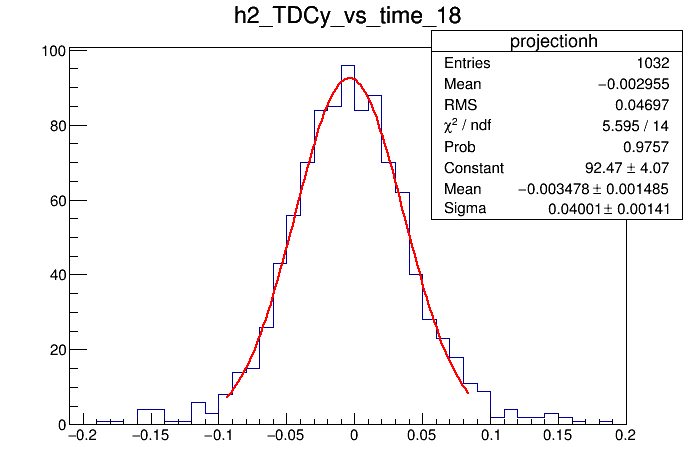 h2_TDCy_vs_time_18
projectionh
Entries 1032
Mean −0.002955
RMS 0.04697
χ² / ndf 5.595 / 14
Prob 0.9757
Constant 92.47 ± 4.07
Mean −0.003478 ± 0.001485
Sigma 0.04001 ± 0.00141
100
80
60
40
20
0
−0.2 −0.15 −0.1 −0.05 0 0.05 0.1 0.15 0.2